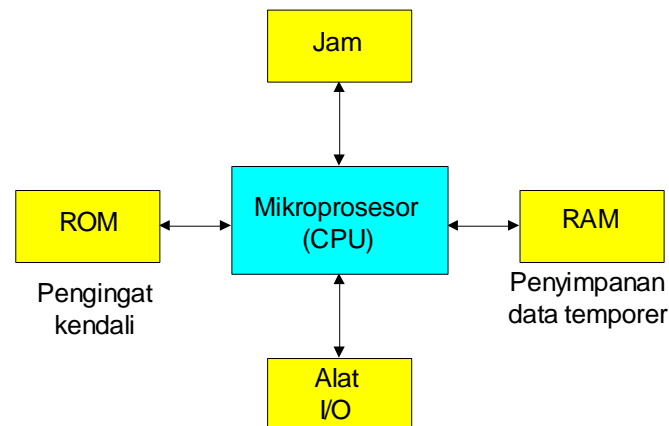 Jam
Mikroprosesor
(CPU)
ROM
RAM
Pengingat
kendali
Penyimpanan
data temporer
Alat
I/O